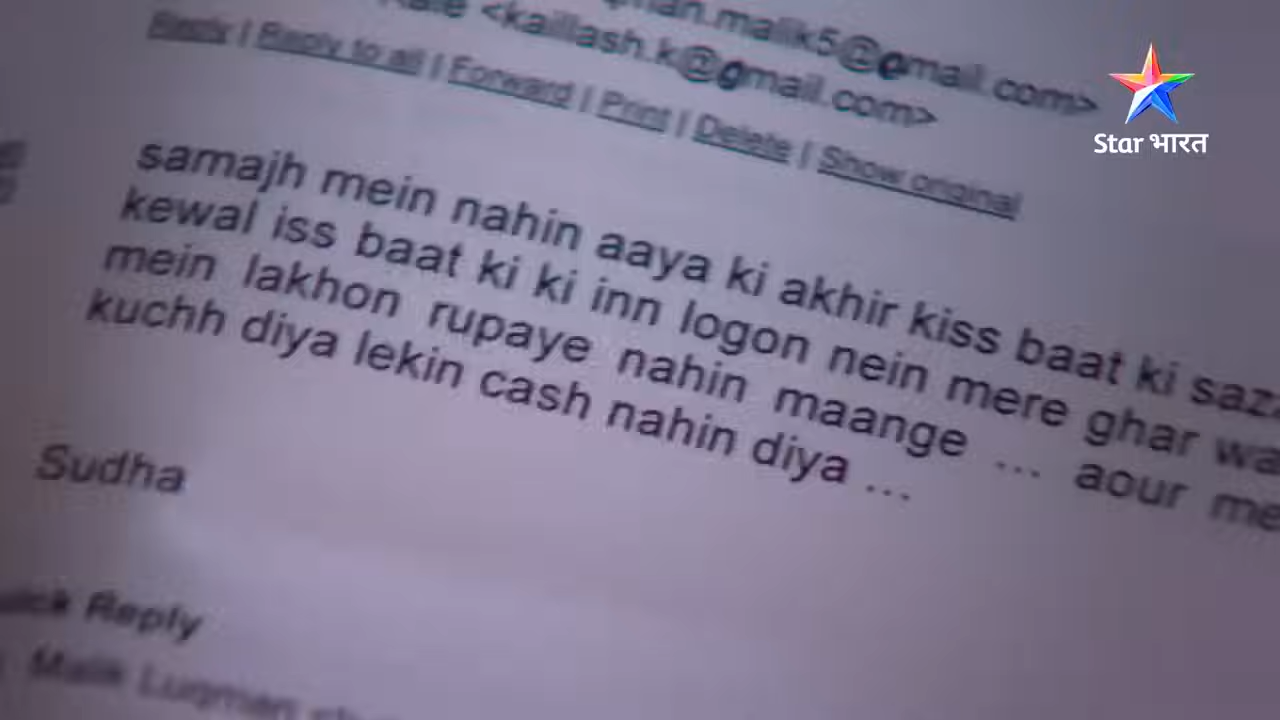 <kaillash.k@gmail.com>
Reply | Reply to all | Forward | Print | Delete | Show original
Star भारत
samajh mein nahin aaya ki akhir kiss baat ki
kewal iss baat ki ki inn logon nein mere ghar
mein lakhon rupaye nahin maange ... aour
kuchh diya lekin cash nahin diya ...
Sudha
Reply
Malik Luqman